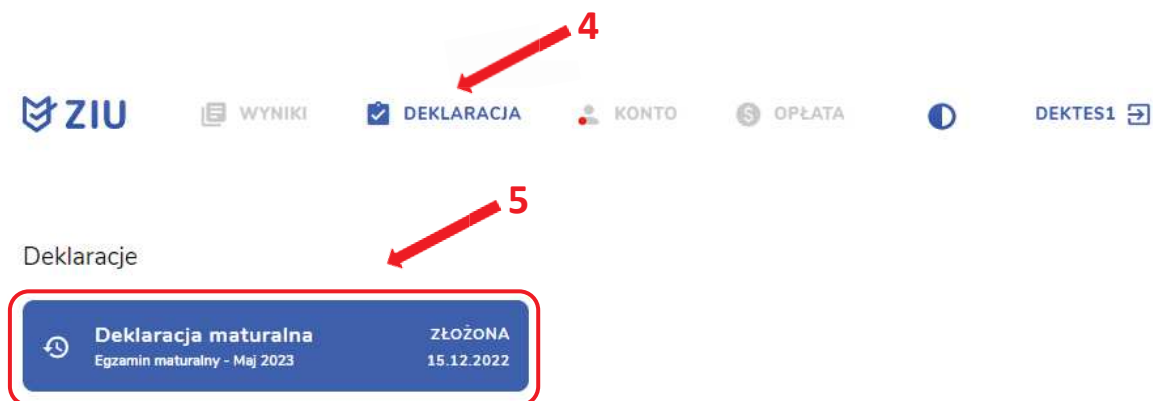 4
ZIU WYNIKI DEKLARACJA KONTO OPŁATA DEKTES1
5
Deklaracje
Deklaracja maturalna ZŁOŻONA
Egzamin maturalny - Maj 2023 15.12.2022